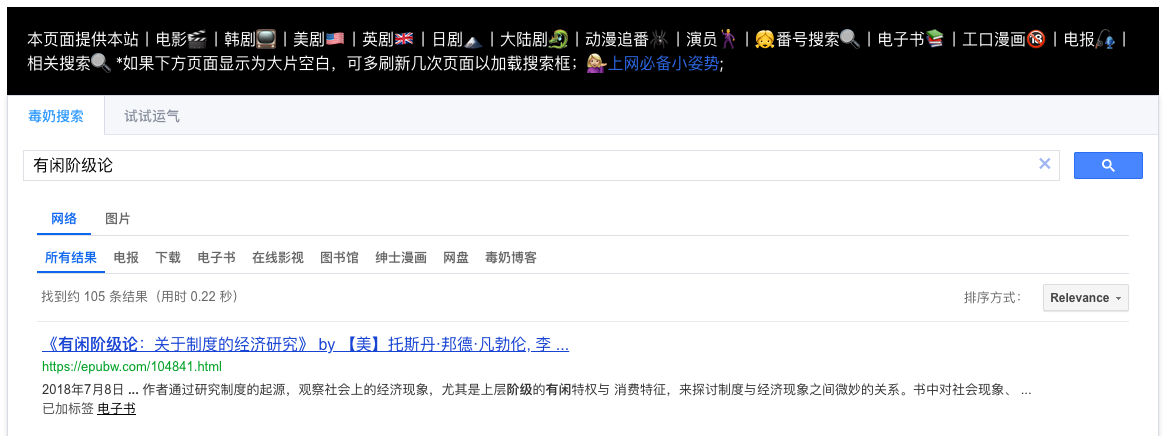 本页面提供本站丨电影🎬丨韩剧📺丨美剧🇺🇸丨英剧🇬🇧丨日剧🗻丨大陆剧🐲丨动漫追番🕷丨演员🕺丨👧番号搜索🔍丨电子书📚丨工口漫画🔞丨电报🎣丨
相关搜索🔍 *如果下方页面显示为大片空白，可多刷新几次页面以加载搜索框；💁🏼上网必备小姿势;
毒奶搜索 试试运气
有闲阶级论
网络 图片
所有结果 电报 下载 电子书 在线影视 图书馆 绅士漫画 网盘 毒奶博客
找到约 105 条结果（用时 0.22 秒） 排序方式： Relevance
《有闲阶级论：关于制度的经济研究》 by 【美】托斯丹·邦德·凡勃伦, 李 ...
https://epubw.com/104841.html
2018年7月8日 ... 作者通过研究制度的起源，观察社会上的经济现象，尤其是上层阶级的有闲特权与 消费特征，来探讨制度与经济现象之间微妙的关系。书中对社会现象、 ...
已加标签 电子书